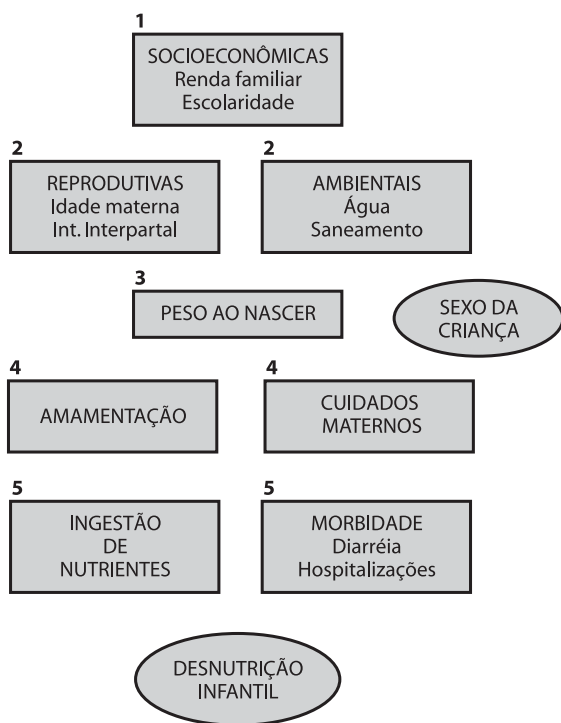 1
SOCIOECONÔMICAS
Renda familiar
Escolaridade
2
REPRODUTIVAS
Idade materna
Int. Interpartal
2
AMBIENTAIS
Água
Saneamento
3
PESO AO NASCER
SEXO DA
CRIANÇA
4
AMAMENTAÇÃO
4
CUIDADOS
MATERNOS
5
INGESTÃO
DE
NUTRIENTES
5
MORBIDADE
Diarréia
Hospitalizações
DESNUTRIÇÃO
INFANTIL